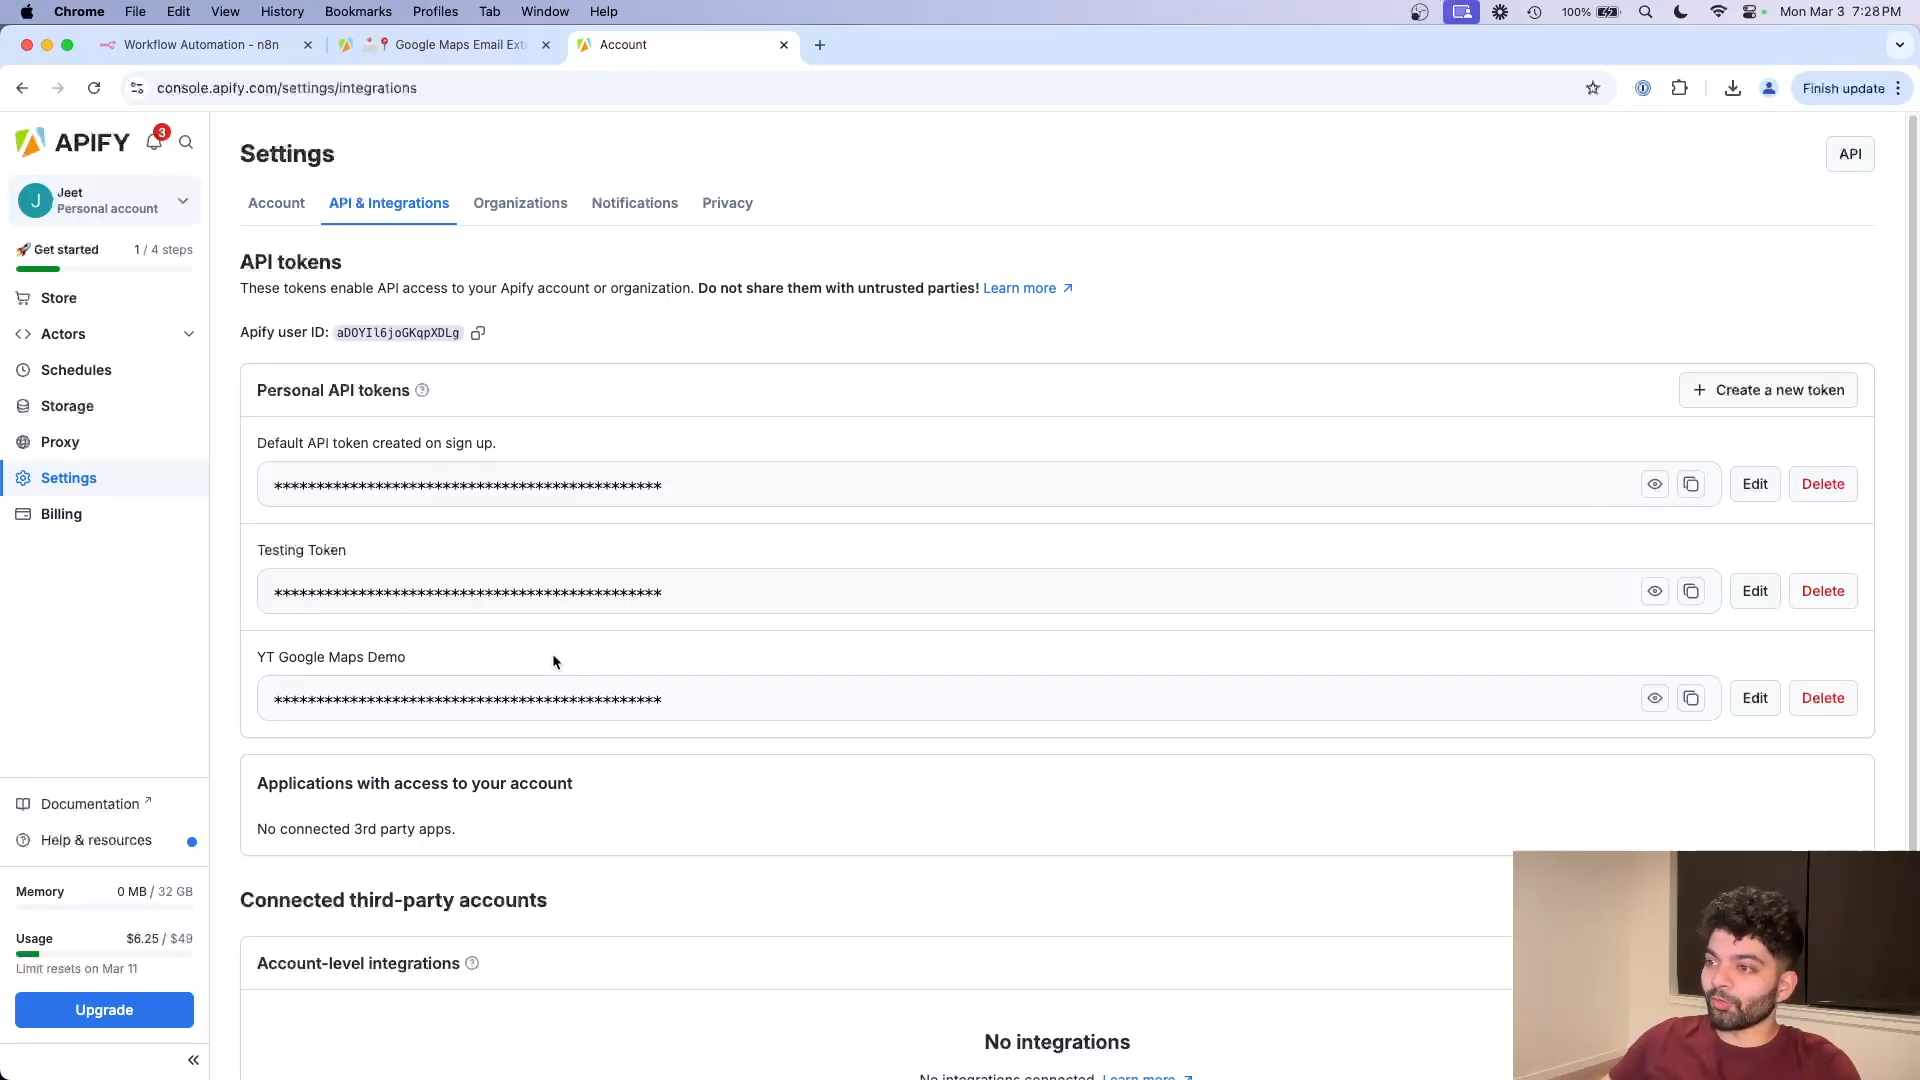 Chrome File Edit View History Bookmarks Profiles Tab Window Help 100% Mon Mar 3 7:28 PM
Workflow Automation - n8n Google Maps Email Ext Account
console.apify.com/settings/integrations Finish update
APIFY 3
J Jeet
Personal account
Get started 1 / 4 steps
Store
Actors
Schedules
Storage
Proxy
Settings
Billing
Documentation
Help & resources
Memory 0 MB / 32 GB
Usage $6.25 / $49
Limit resets on Mar 11
Upgrade
Settings API
Account API & Integrations Organizations Notifications Privacy
API tokens
These tokens enable API access to your Apify account or organization. Do not share them with untrusted parties! Learn more
Apify user ID: aDOYIl6joGKqpXDLg
Personal API tokens Create a new token
Default API token created on sign up.
********************************************** Edit Delete
Testing Token
********************************************** Edit Delete
YT Google Maps Demo
********************************************** Edit Delete
Applications with access to your account
No connected 3rd party apps.
Connected third-party accounts
Account-level integrations
No integrations
No integrations connected. Learn more